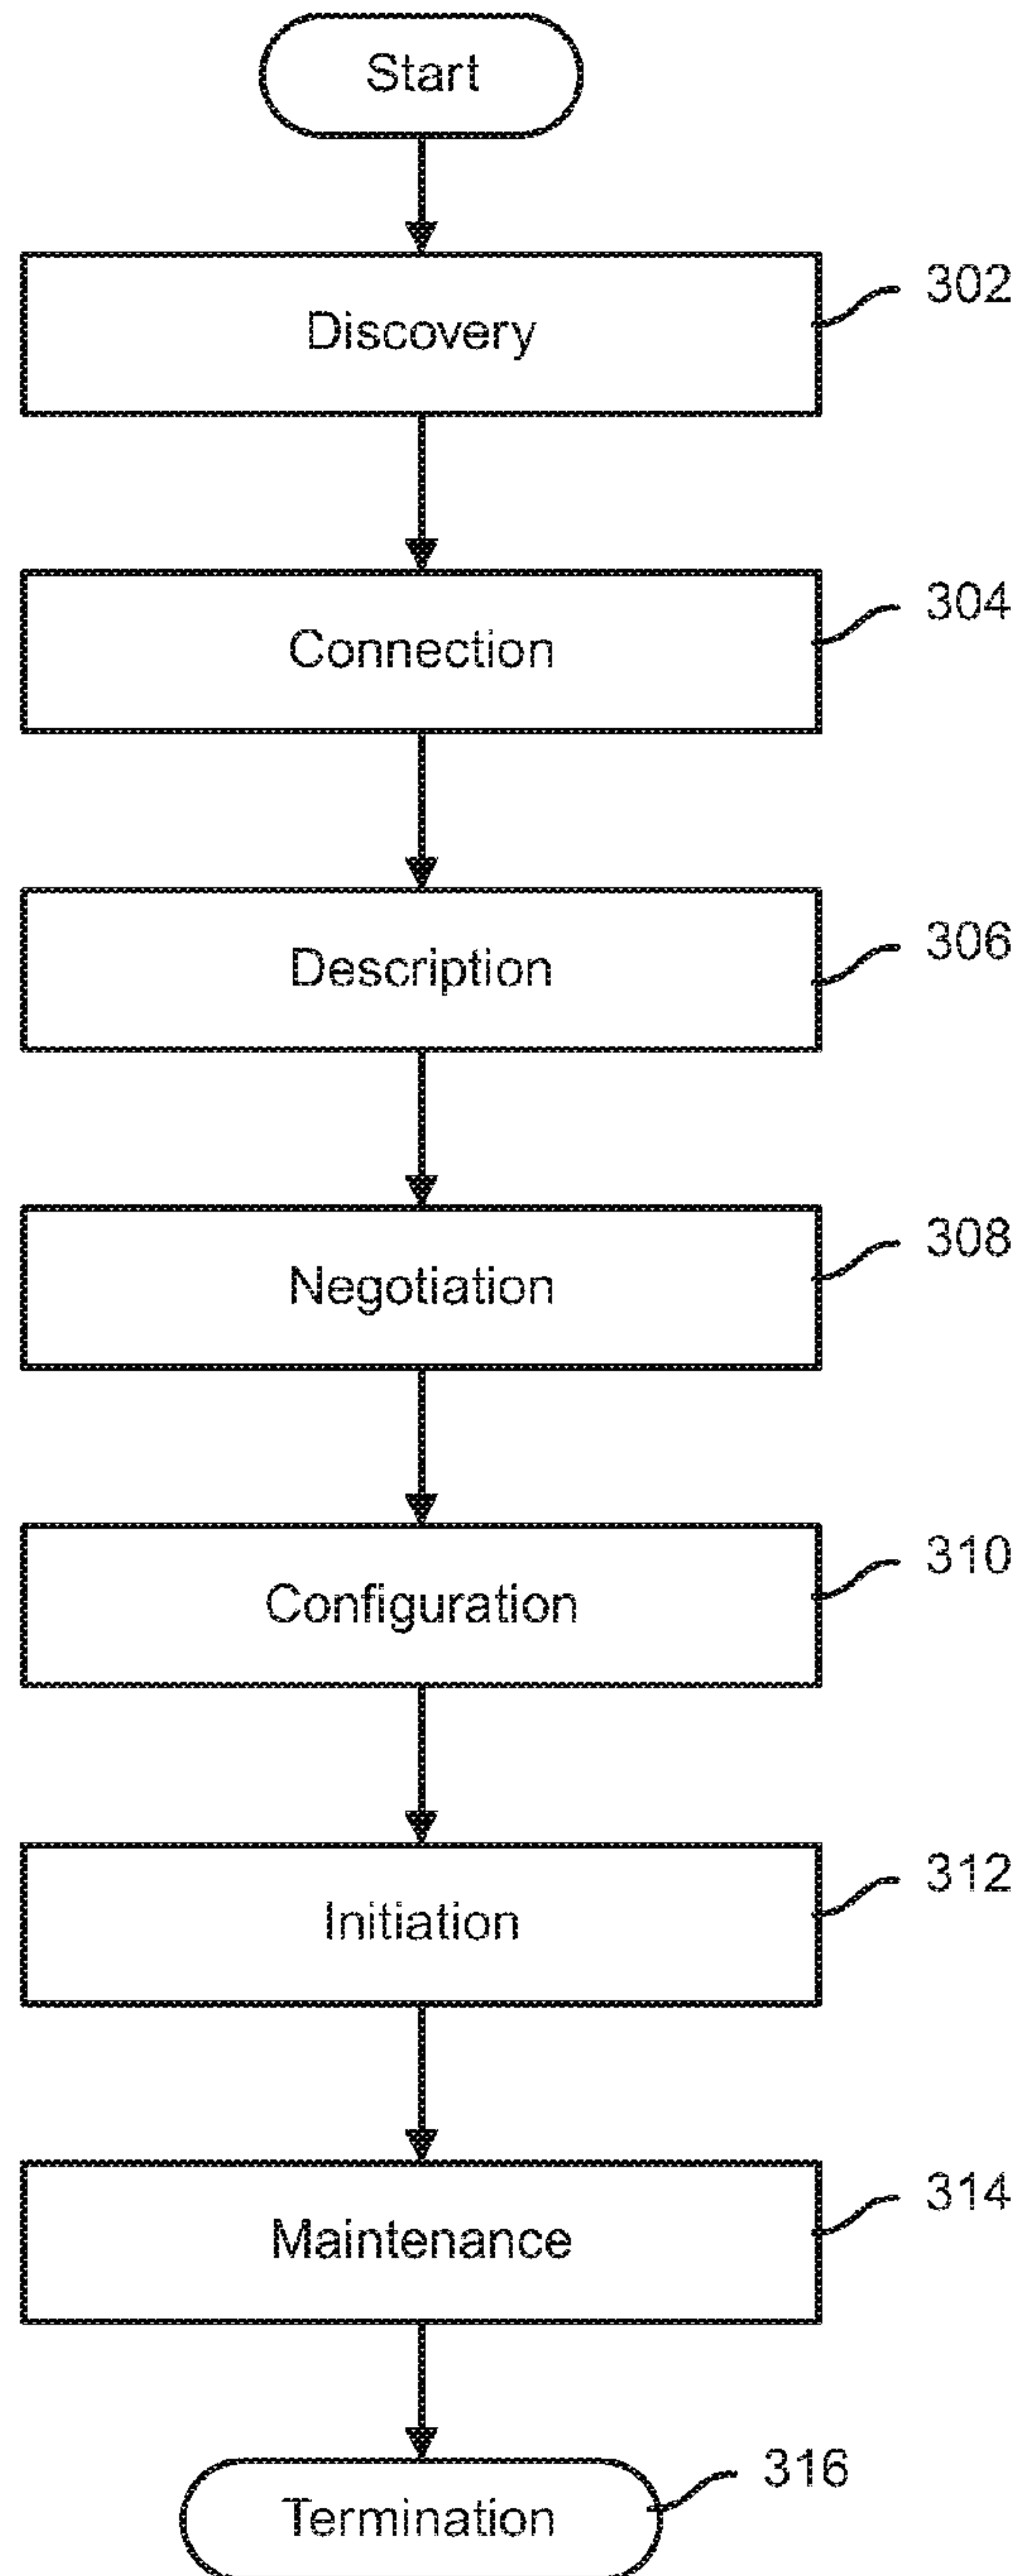 Start
Discovery
302
Connection
304
Description
306
Negotiation
308
Configuration
310
Initiation
312
Maintenance
314
Termination
316